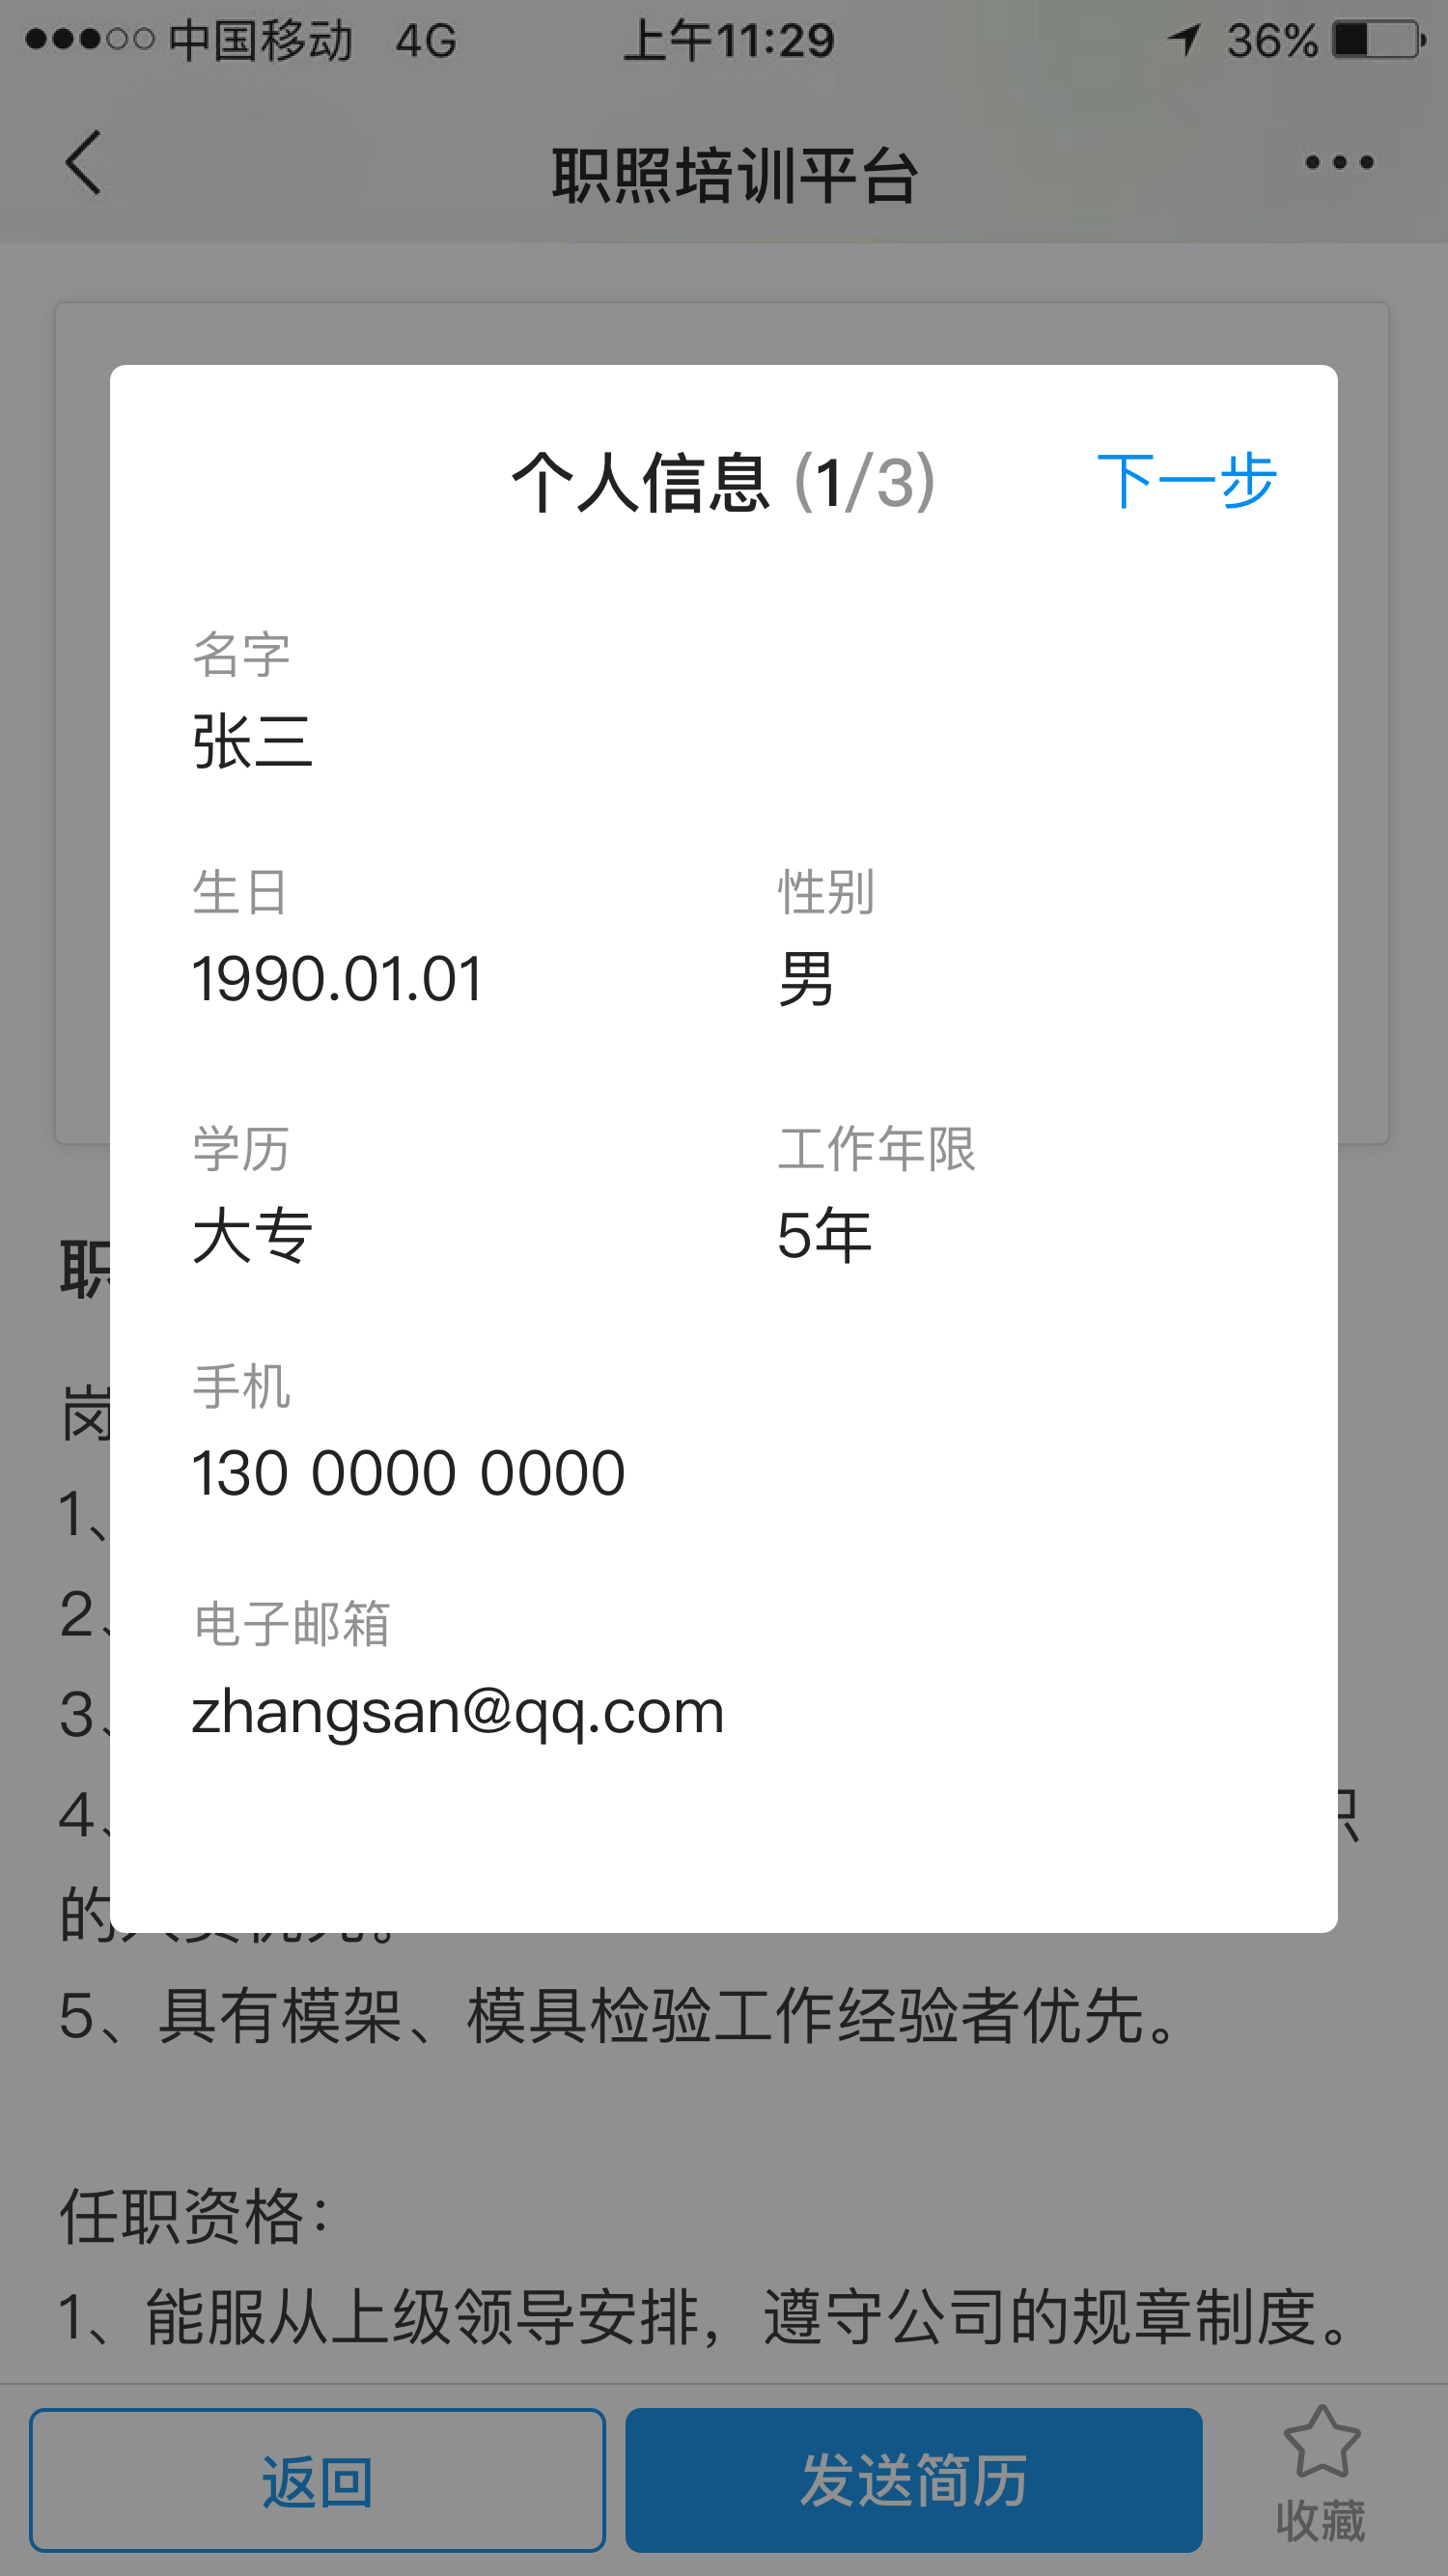 中国移动 4G 上午11:29 36%
职照培训平台
个人信息 (1/3) 下一步
名字
张三
生日 性别
1990.01.01 男
学历 工作年限
大专 5年
手机
130 0000 0000
电子邮箱
zhangsan@qq.com
职
岗
1、
2、
3、
4、
的
5、具有模架、模具检验工作经验者优先。
任职资格：
1、能服从上级领导安排，遵守公司的规章制度。
返回 发送简历 收藏